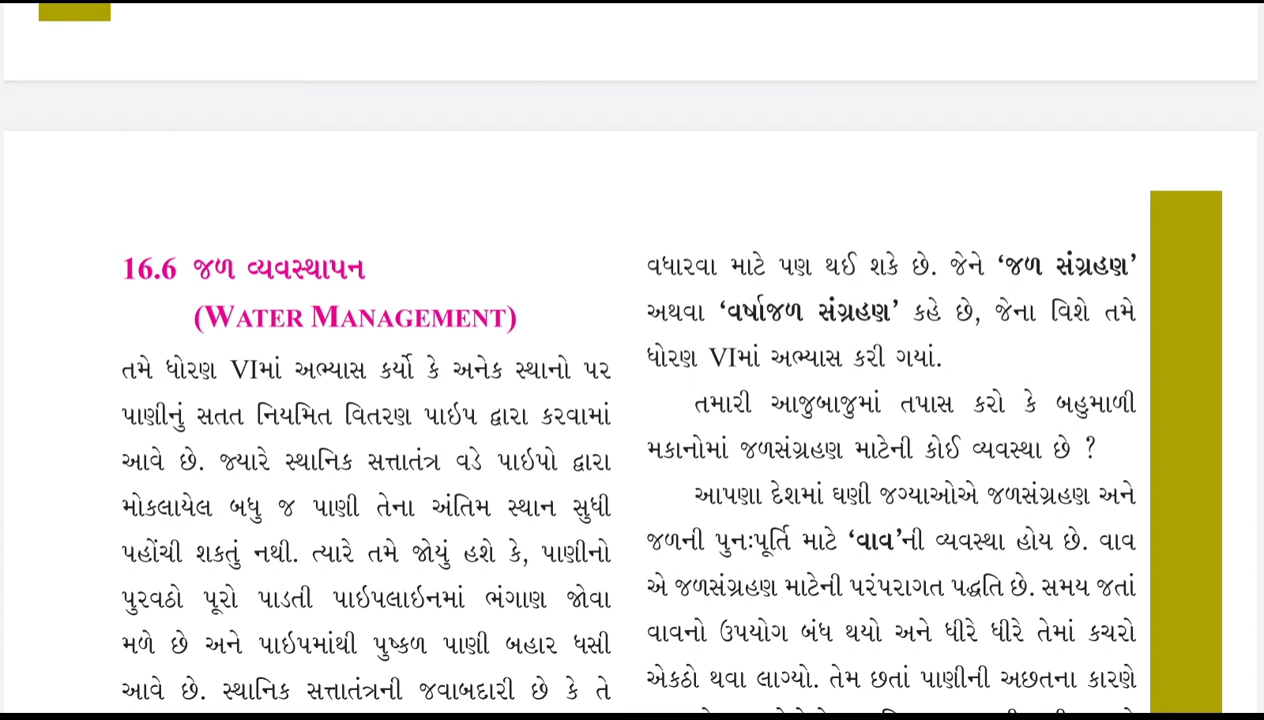 16.6 જળ વ્યવસ્થાપન
(WATER MANAGEMENT)
તમે ધોરણ VIમાં અભ્યાસ કર્યો કે અનેક સ્થાનો પર
પાણીનું સતત નિયમિત વિતરણ પાઇપ દ્વારા કરવામાં
આવે છે. જ્યારે સ્થાનિક સત્તાતંત્ર વડે પાઇપો દ્વારા
મોકલાયેલ બધુ જ પાણી તેના અંતિમ સ્થાન સુધી
પહોંચી શકતું નથી. ત્યારે તમે જોયું હશે કે, પાણીનો
પુરવઠો પૂરો પાડતી પાઇપલાઇનમાં ભંગાણ જોવા
મળે છે અને પાઇપમાંથી પુષ્કળ પાણી બહાર ધસી
આવે છે. સ્થાનિક સત્તાતંત્રની જવાબદારી છે કે તે
વધારવા માટે પણ થઈ શકે છે. જેને ‘જળ સંગ્રહણ’
અથવા ‘વર્ષાજળ સંગ્રહણ’ કહે છે, જેના વિશે તમે
ધોરણ VIમાં અભ્યાસ કરી ગયાં.
તમારી આજુબાજુમાં તપાસ કરો કે બહુમાળી
મકાનોમાં જળસંગ્રહણ માટેની કોઈ વ્યવસ્થા છે ?
આપણા દેશમાં ઘણી જગ્યાઓએ જળસંગ્રહણ અને
જળની પુનઃપૂર્તિ માટે ‘વાવ’ની વ્યવસ્થા હોય છે. વાવ
એ જળસંગ્રહણ માટેની પરંપરાગત પદ્ધતિ છે. સમય જતાં
વાવનો ઉપયોગ બંધ થયો અને ધીરે ધીરે તેમાં કચરો
એકઠો થવા લાગ્યો. તેમ છતાં પાણીની અછતના કારણે